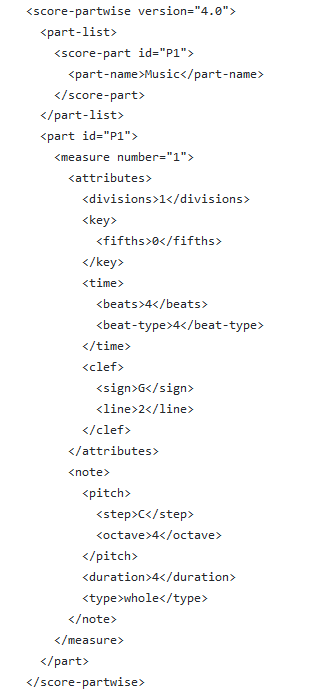 <score-partwise version="4.0">
  <part-list>
    <score-part id="P1">
      <part-name>Music</part-name>
    </score-part>
  </part-list>
  <part id="P1">
    <measure number="1">
      <attributes>
        <divisions>1</divisions>
        <key>
          <fifths>0</fifths>
        </key>
        <time>
          <beats>4</beats>
          <beat-type>4</beat-type>
        </time>
        <clef>
          <sign>G</sign>
          <line>2</line>
        </clef>
      </attributes>
      <note>
        <pitch>
          <step>C</step>
          <octave>4</octave>
        </pitch>
        <duration>4</duration>
        <type>whole</type>
      </note>
    </measure>
  </part>
</score-partwise>